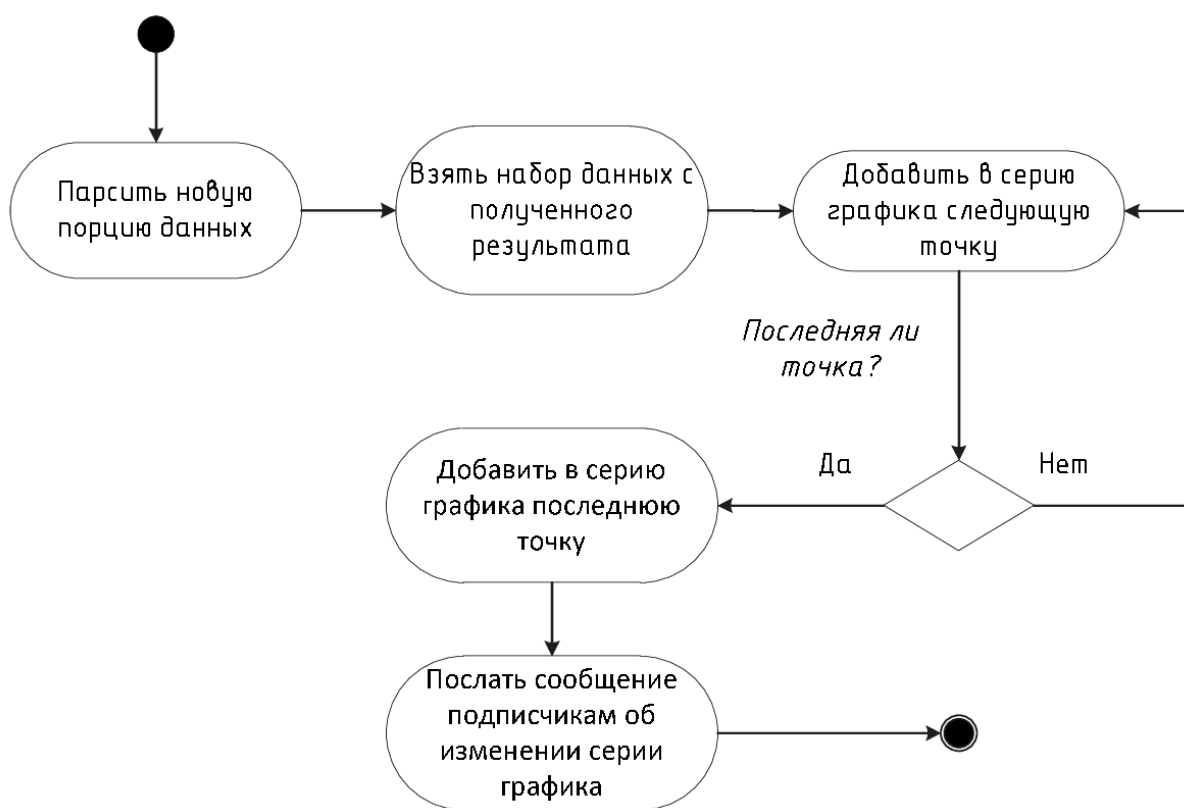 Парсить новую
порцию данных
Взять набор данных с
полученного
результата
Добавить в серию
графика следующую
точку
Последняя ли
точка?
Да
Нет
Добавить в серию
графика последнюю
точку
Послать сообщение
подписчикам об
изменении серии
графика